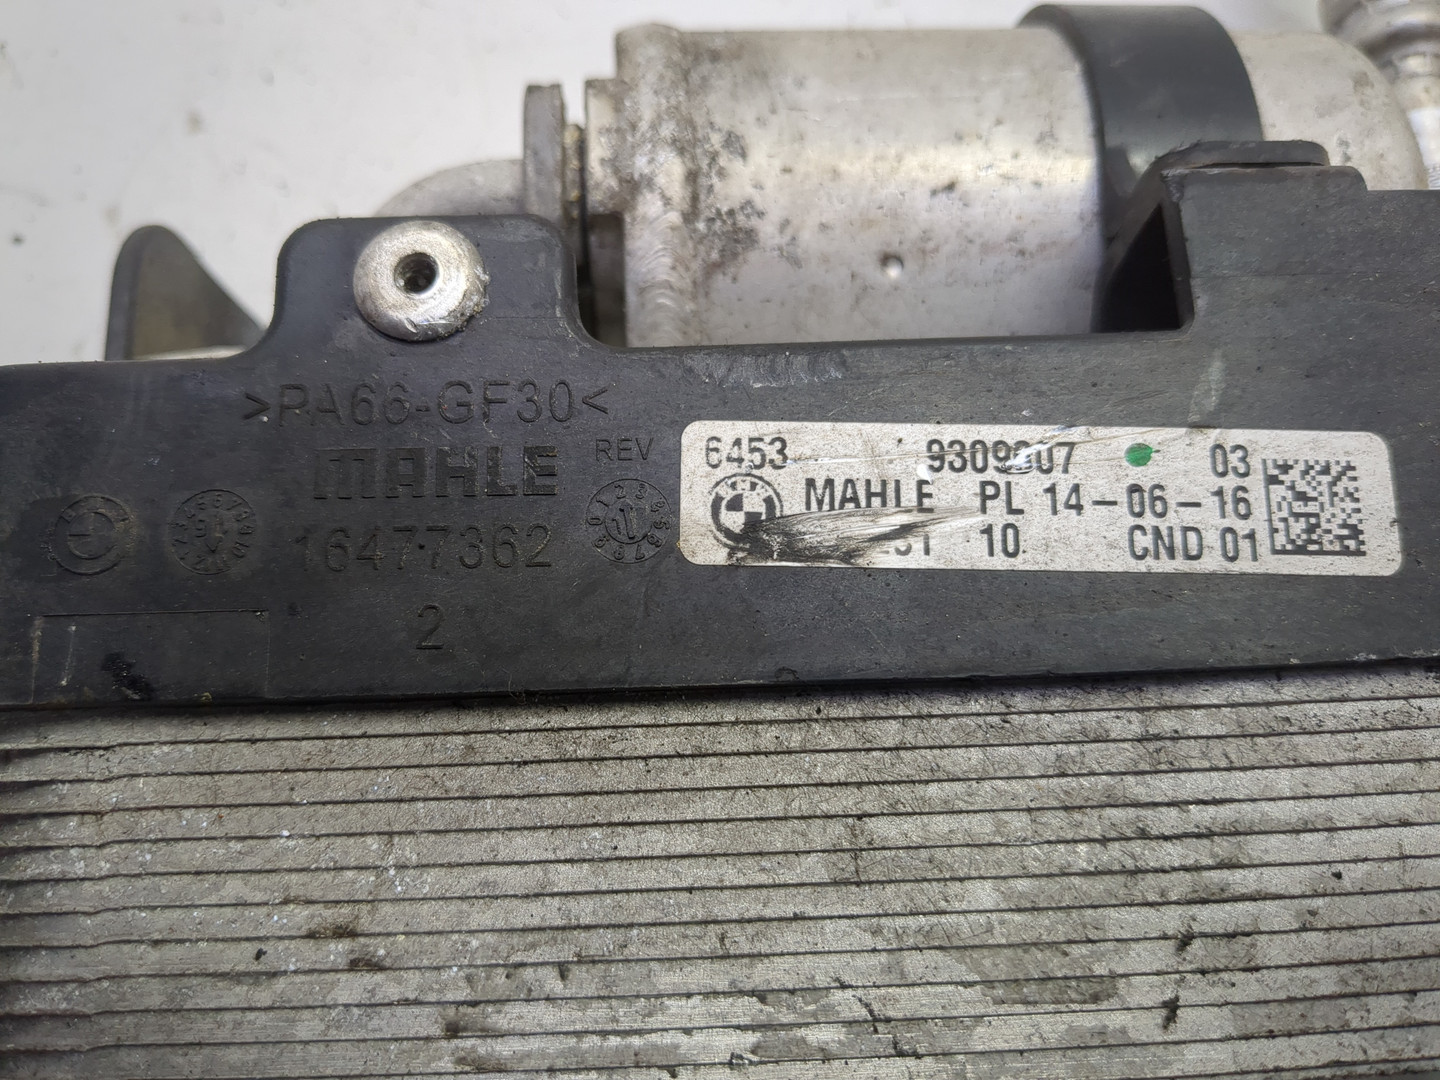 >PA66-GF30<
MAHLE
REV
16477362
2
6453 03
MAHLE PL 14-06-16
10 CND 01